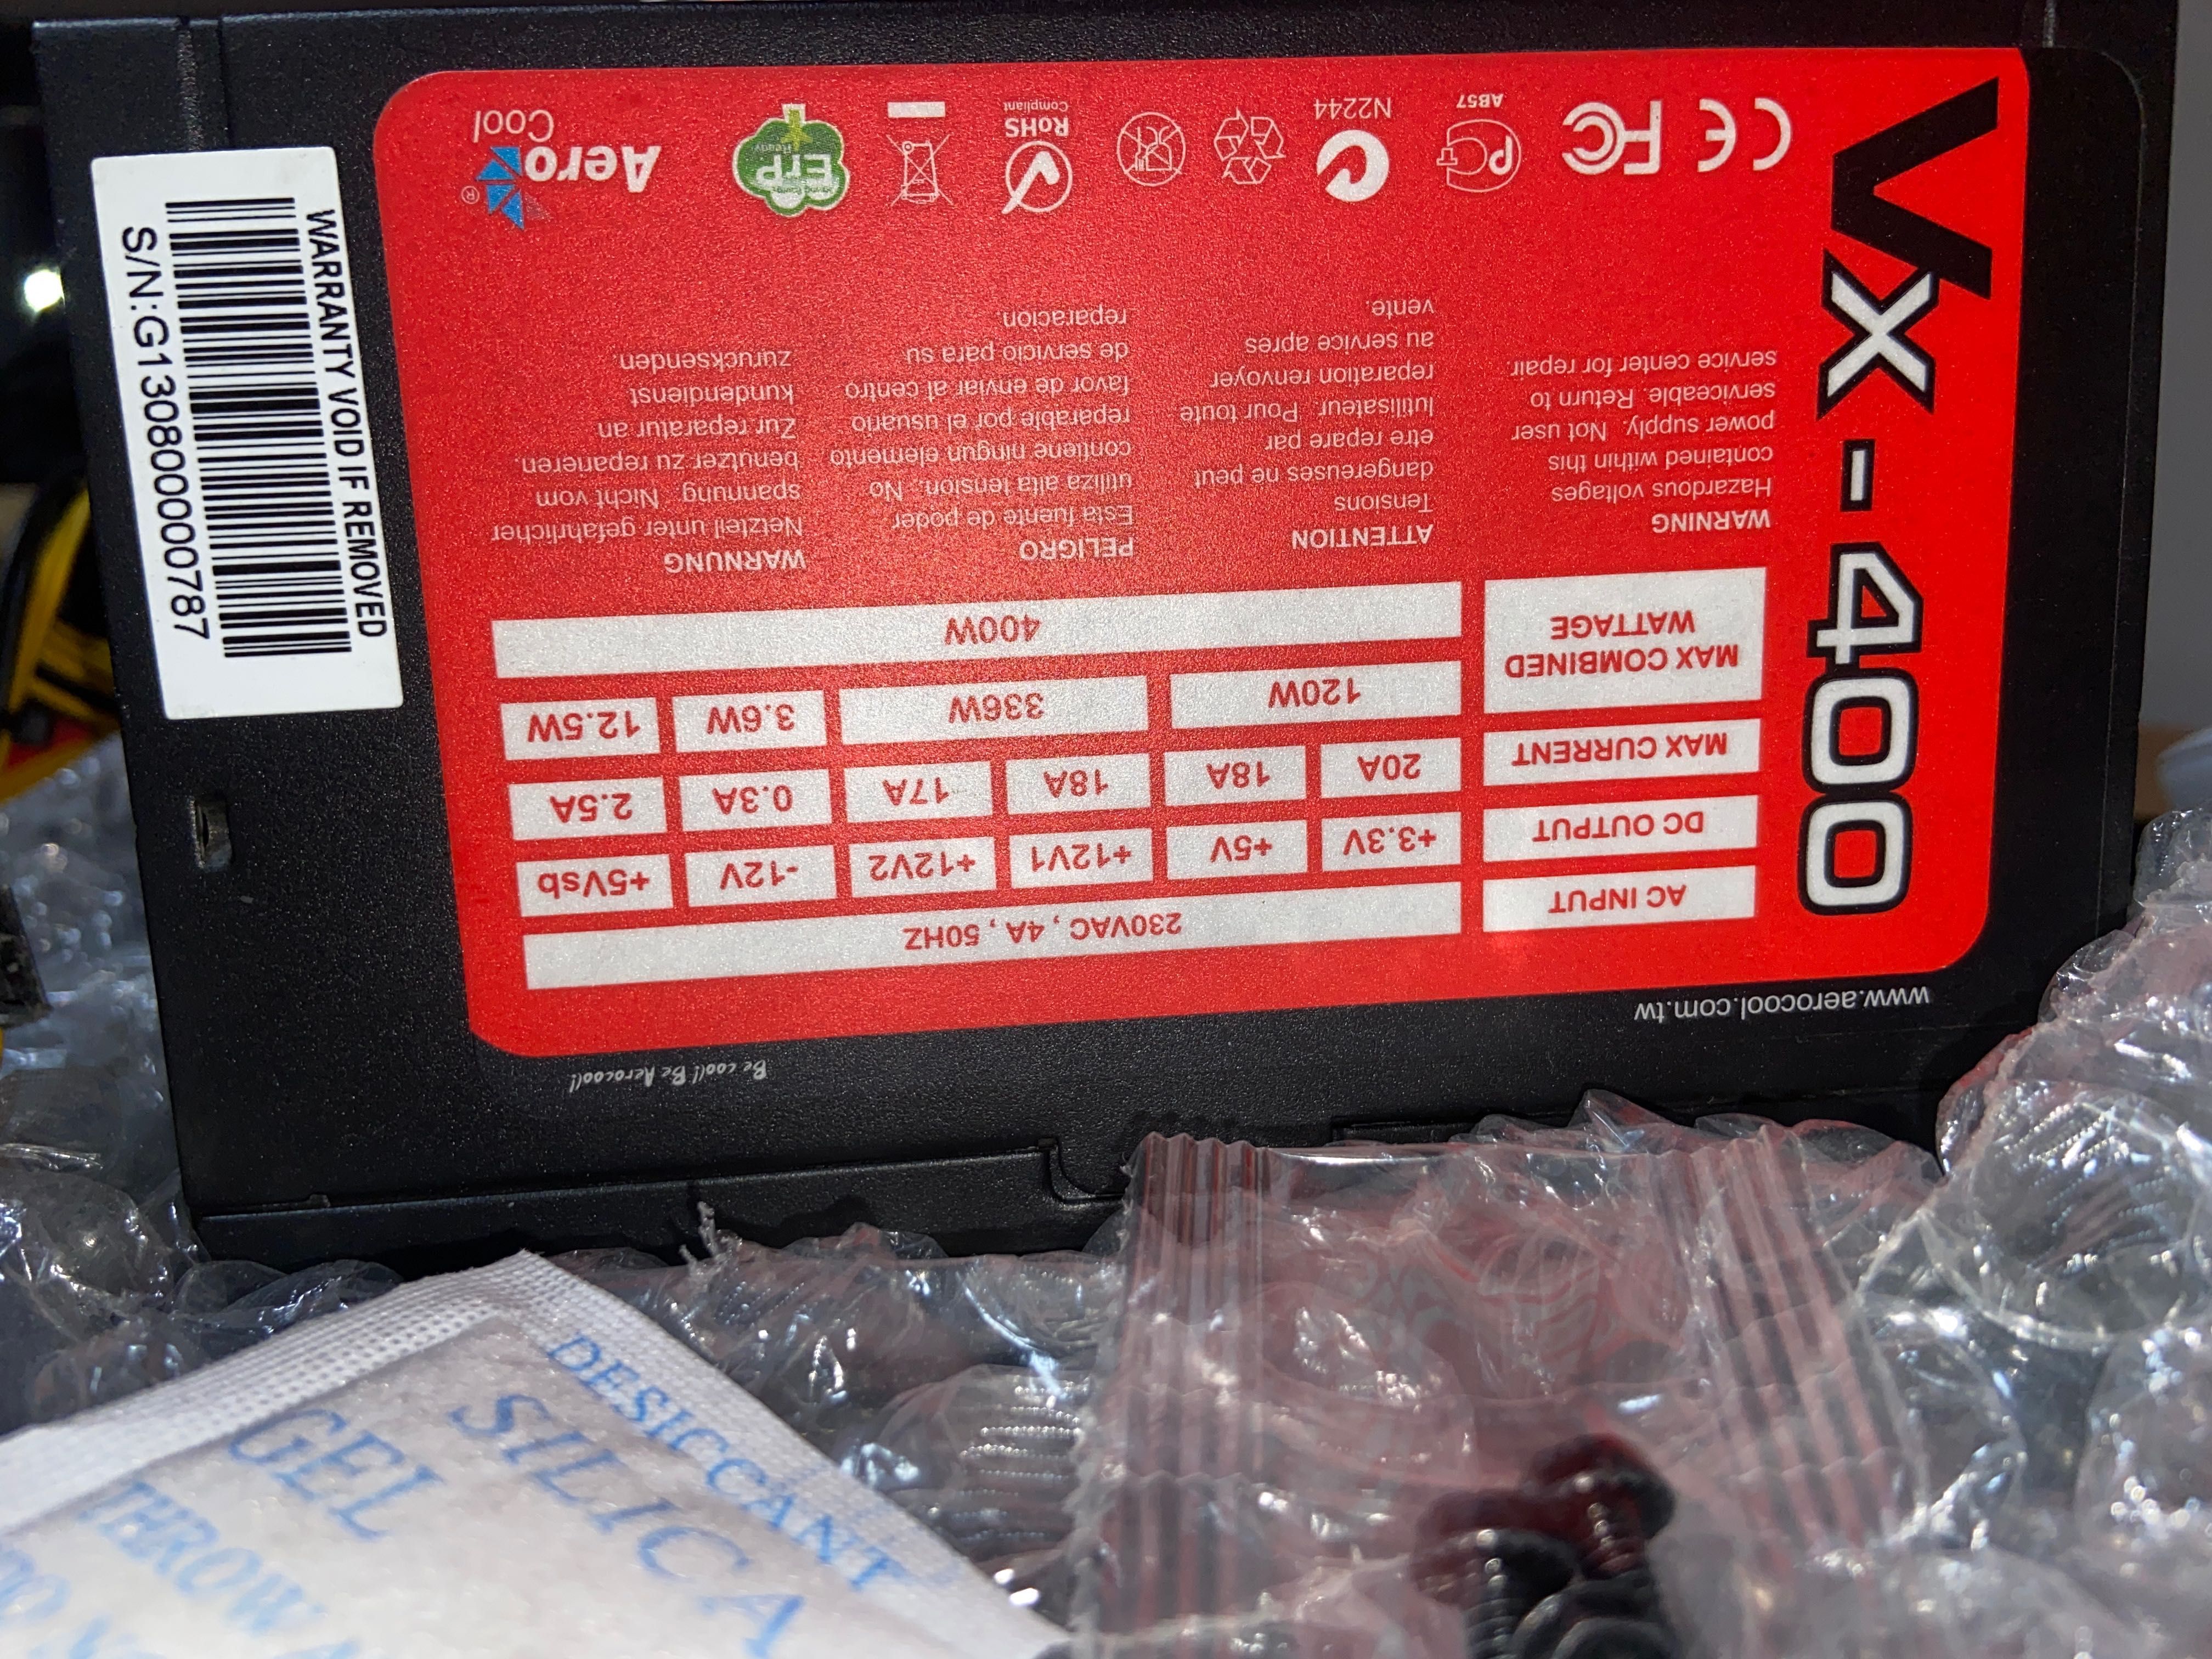 VX-400
www.aerocool.com.tw
Be cool! Be Aerocool!
AC INPUT 230VAC , 4A , 50HZ
DC OUTPUT +3.3V +5V +12V1 +12V2 -12V +5Vsb
MAX CURRENT 20A 18A 18A 17A 0.3A 2.5A
MAX COMBINED
WATTAGE
120W 336W 3.6W 12.5W
400W
WARNING
Hazardous voltages
contained within this
power supply. Not user
serviceable. Return to
service center for repair.
ATTENTION
Tensions
dangereuses ne peut
etre repare par
lutilisateur. Pour toute
reparation renvoyer
au service apres
vente.
PELIGRO
Esta fuente de poder
utiliza alta tension. No
contiene ningun elemento
reparable por el usuario
favor de enviar al centro
de servicio para su
reparacion.
WARNUNG
Netzteil unter gefahrlicher
spannung. Nicht vom
benutzer zu reparieren.
Zur reparatur an
kundendienst
zurucksenden.
CE FC
AB57
N2244
RoHS
Compliant
ErP
Ready
Aero
Cool
®
WARRANTY VOID IF REMOVED
S/N:G13080000787
DESICCANT
SILICA
GEL
THROW